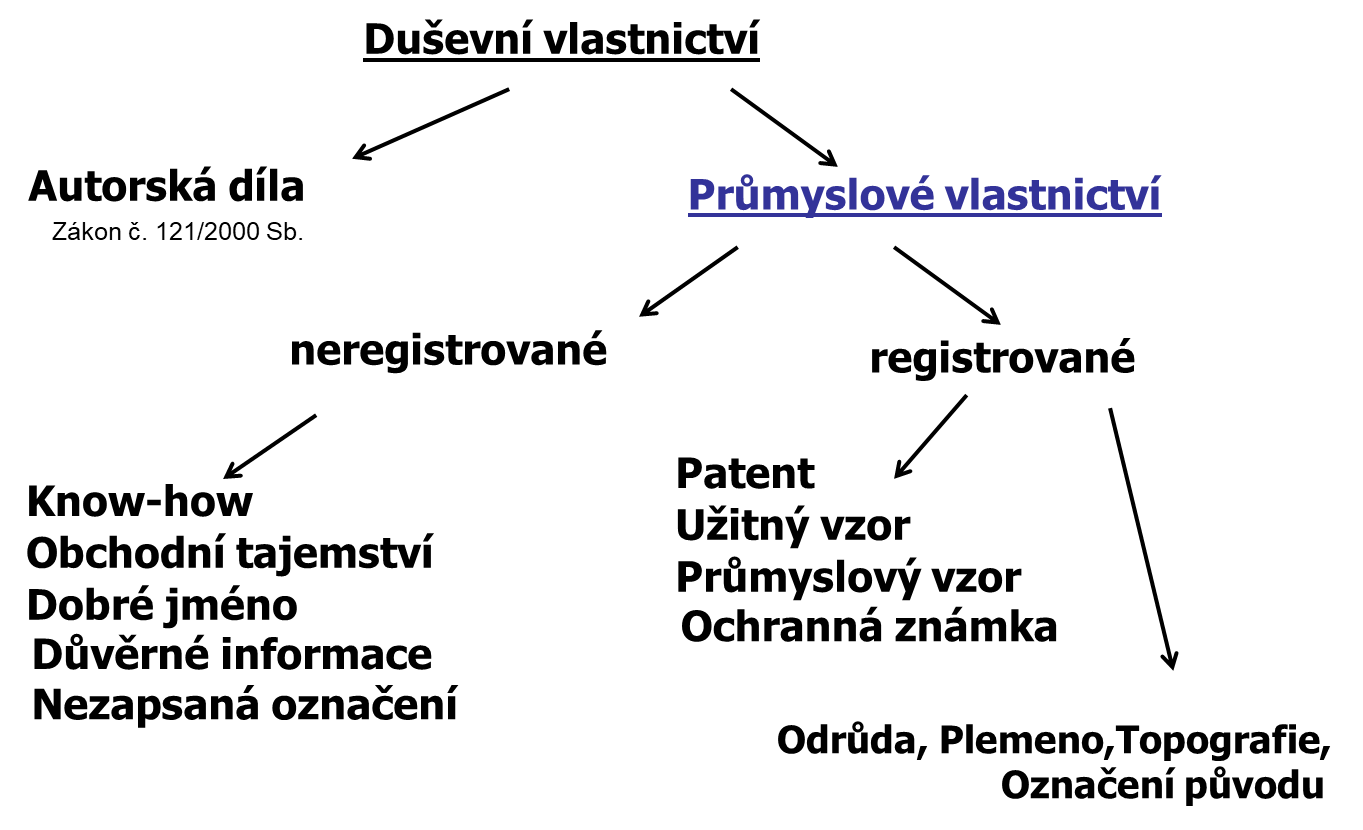 Duševní vlastnictví
Autorská díla
Zákon č. 121/2000 Sb.
Průmyslové vlastnictví
neregistrované
registrované
Know-how
Obchodní tajemství
Dobré jméno
Důvěrné informace
Nezapsaná označení
Patent
Užitný vzor
Průmyslový vzor
Ochranná známka
Odrůda, Plemeno,Topografie,
Označení původu